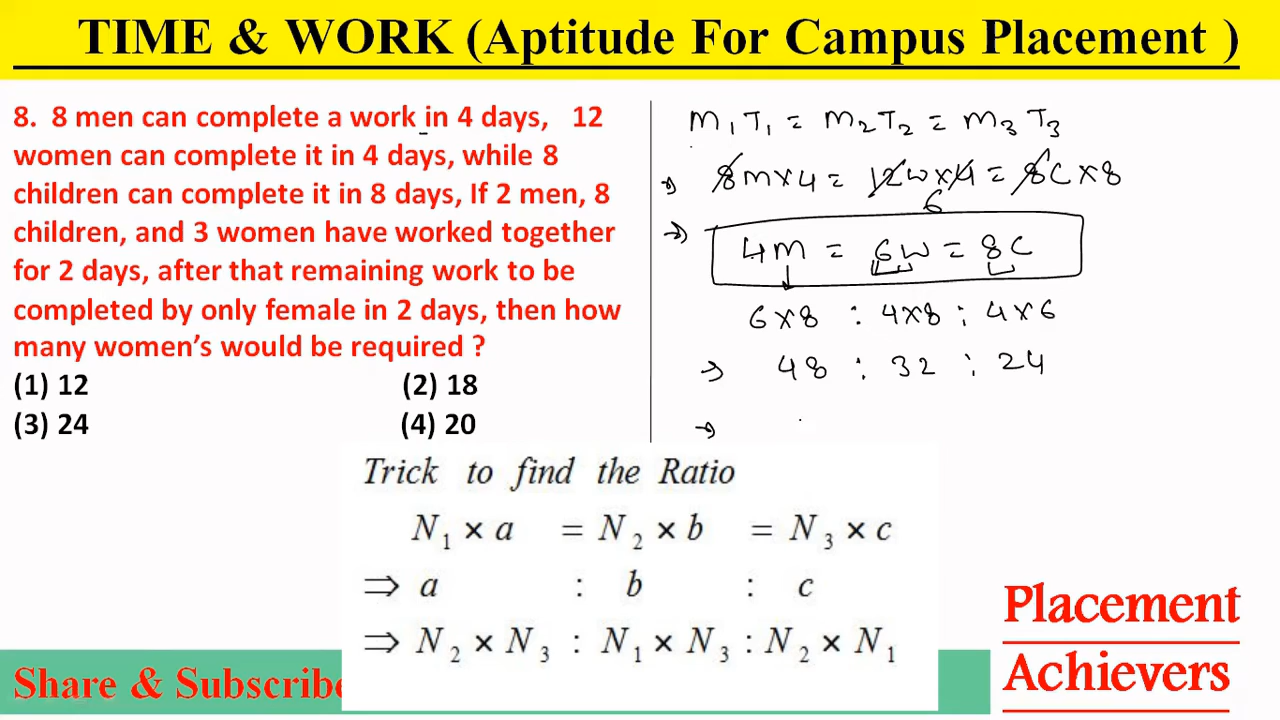 TIME & WORK (Aptitude For Campus Placement )
8. 8 men can complete a work in 4 days, 12
women can complete it in 4 days, while 8
children can complete it in 8 days, If 2 men, 8
children, and 3 women have worked together
for 2 days, after that remaining work to be
completed by only female in 2 days, then how
many women's would be required ?
(1) 12 (2) 18
(3) 24 (4) 20
M₁T₁ = M₂T₂ = M₃T₃
⇒ 8M×4 = 12W×4 = 8C×8
6
⇒ 4M = 6W = 8C
6×8 : 4×8 : 4×6
⇒ 48 : 32 : 24
⇒
Trick to find the Ratio
N₁ × a = N₂ × b = N₃ × c
⇒ a : b : c
⇒ N₂ × N₃ : N₁ × N₃ : N₂ × N₁
Placement
Achievers
Share & Subscribe